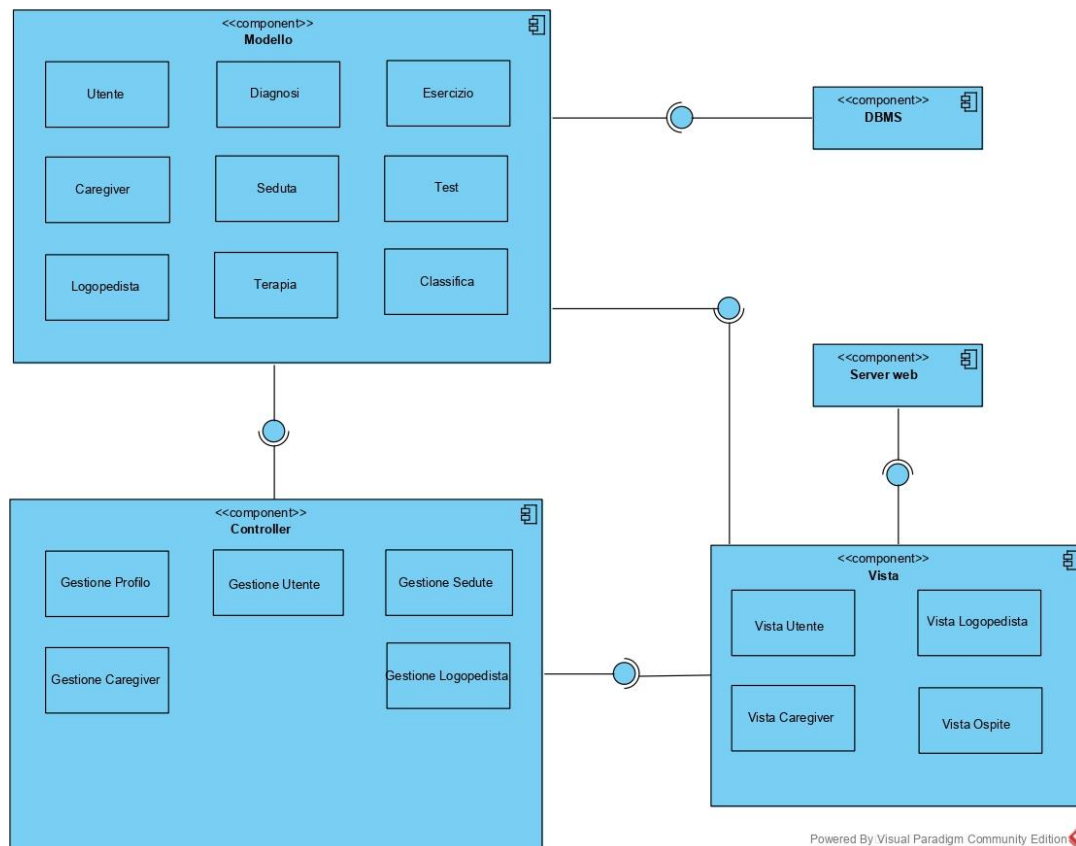 <<component>>
Modello
Utente
Diagnosi
Esercizio
Caregiver
Seduta
Test
Logopedista
Terapia
Classifica
<<component>>
DBMS
<<component>>
Server web
<<component>>
Controller
Gestione Profilo
Gestione Utente
Gestione Sedute
Gestione Caregiver
Gestione Logopedista
<<component>>
Vista
Vista Utente
Vista Logopedista
Vista Caregiver
Vista Ospite
Powered By Visual Paradigm Community Edition